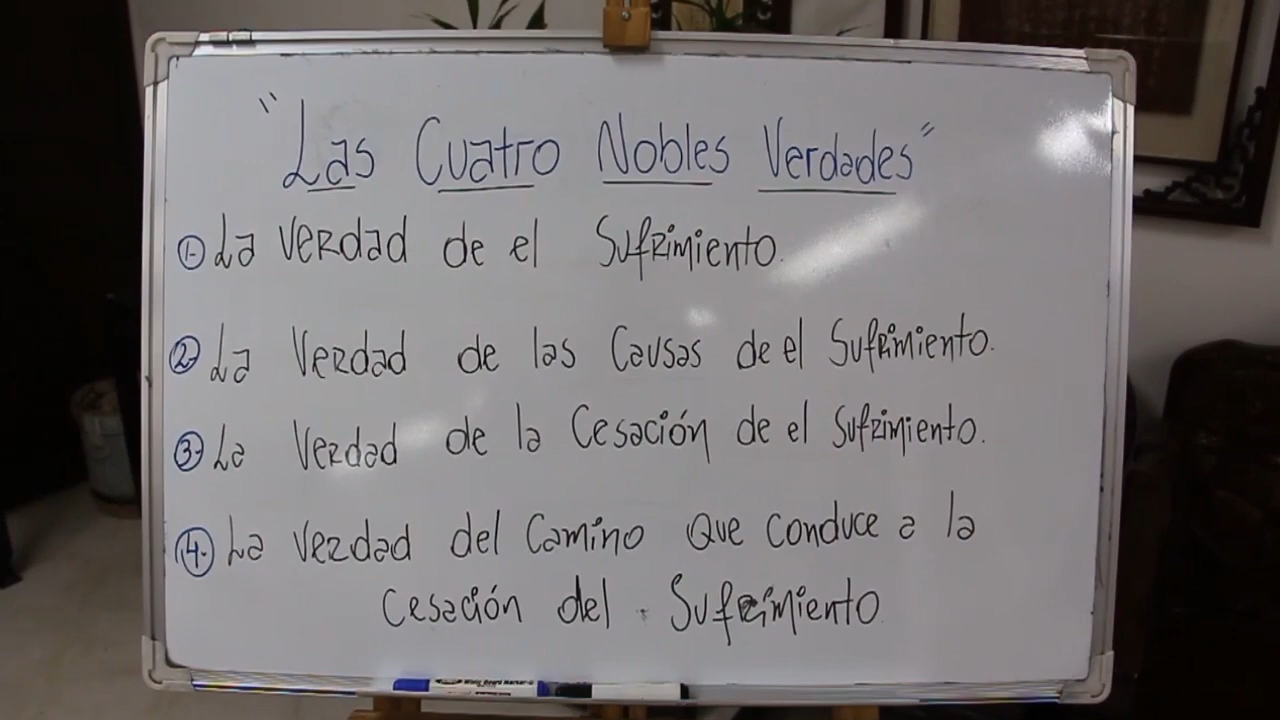 "Las Cuatro Nobles Verdades"
1- La Verdad de el Sufrimiento.
2- La Verdad de las Causas de el Sufrimiento.
3- La Verdad de la Cesación de el Sufrimiento.
4- La Verdad del Camino Que Conduce a la
Cesación del Sufrimiento